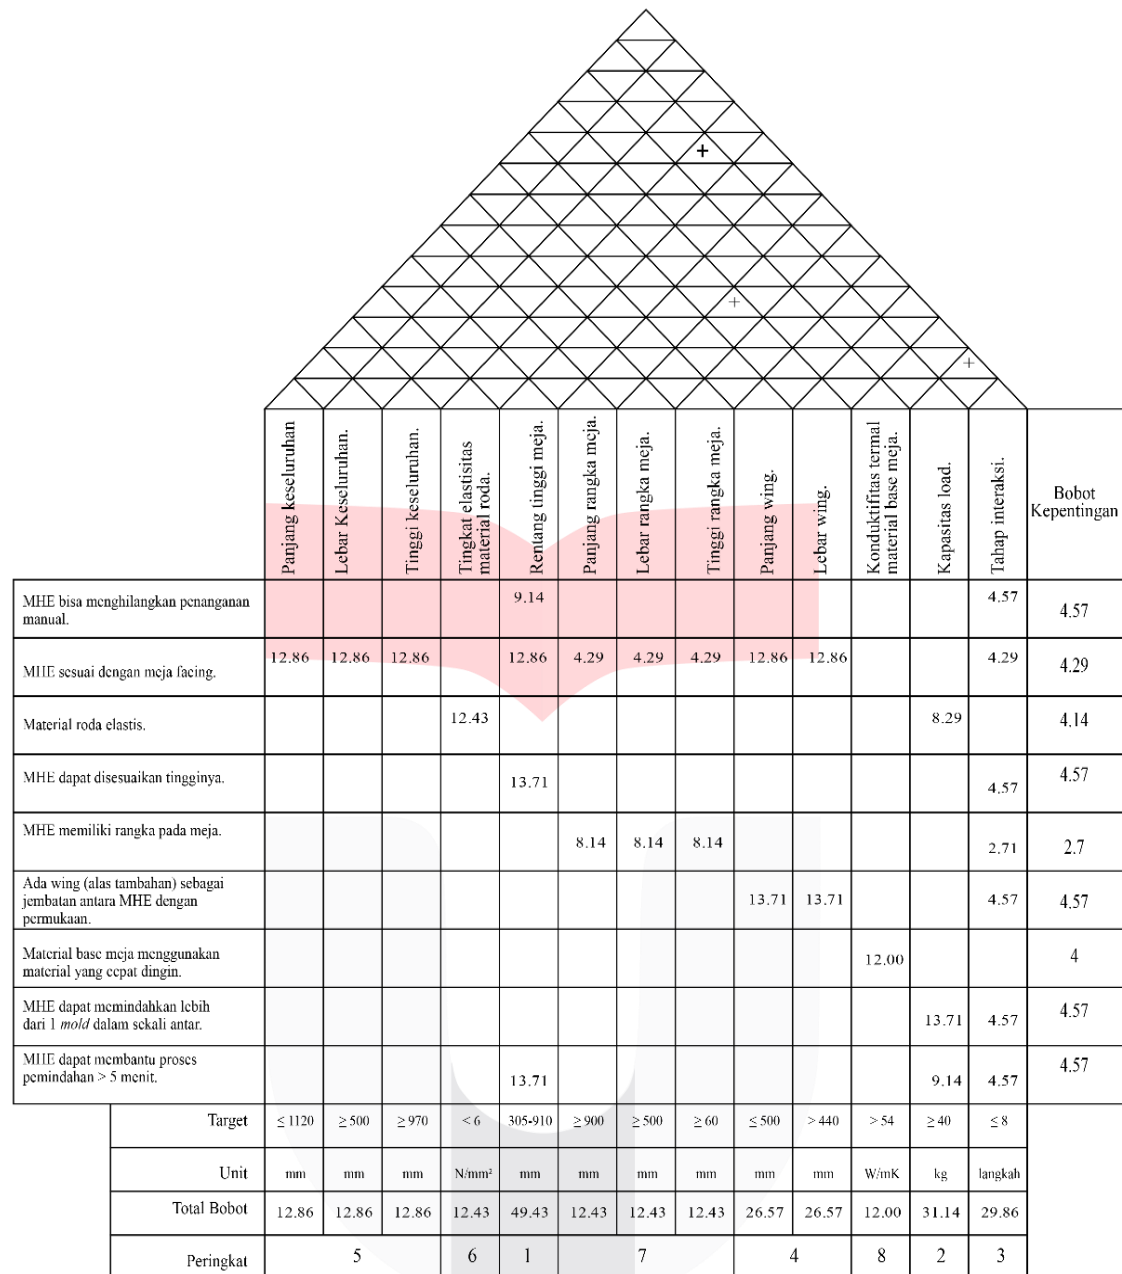 +
+
+
Panjang keseluruhan
Lebar Keseluruhan.
Tinggi keseluruhan.
Tingkat elastisitas
material roda.
Rentang tinggi meja.
Panjang rangka meja.
Lebar rangka meja.
Tinggi rangka meja.
Panjang wing.
Lebar wing.
Konduktifitas termal
material base meja.
Kapasitas load.
Tahap interaksi.
Bobot
Kepentingan
MHE bisa menghilangkan penanganan
manual.
9.14 4.57 4.57
MHE sesuai dengan meja facing.
12.86 12.86 12.86 12.86 4.29 4.29 4.29 12.86 12.86 4.29 4.29
Material roda elastis.
12.43 8.29 4,14
MHE dapat disesuaikan tingginya.
13.71 4.57 4.57
MHE memiliki rangka pada meja.
8.14 8.14 8.14 2.71 2.7
Ada wing (alas tambahan) sebagai
jembatan antara MHE dengan
permukaan.
13.71 13.71 4.57 4.57
Material base meja menggunakan
material yang cepat dingin.
12.00 4
MHE dapat memindahkan lebih
dari 1 mold dalam sekali antar.
13.71 4.57 4.57
MHE dapat membantu proses
pemindahan > 5 menit.
13.71 9.14 4.57 4.57
Target ≤ 1120 ≥ 500 ≥ 970 < 6 305-910 ≥ 900 ≥ 500 ≥ 60 ≤ 500 > 440 > 54 ≥ 40 ≤ 8
Unit mm mm mm N/mm² mm mm mm mm mm mm W/mK kg langkah
Total Bobot 12.86 12.86 12.86 12.43 49.43 12.43 12.43 12.43 26.57 26.57 12.00 31.14 29.86
Peringkat 5 6 1 7 4 8 2 3